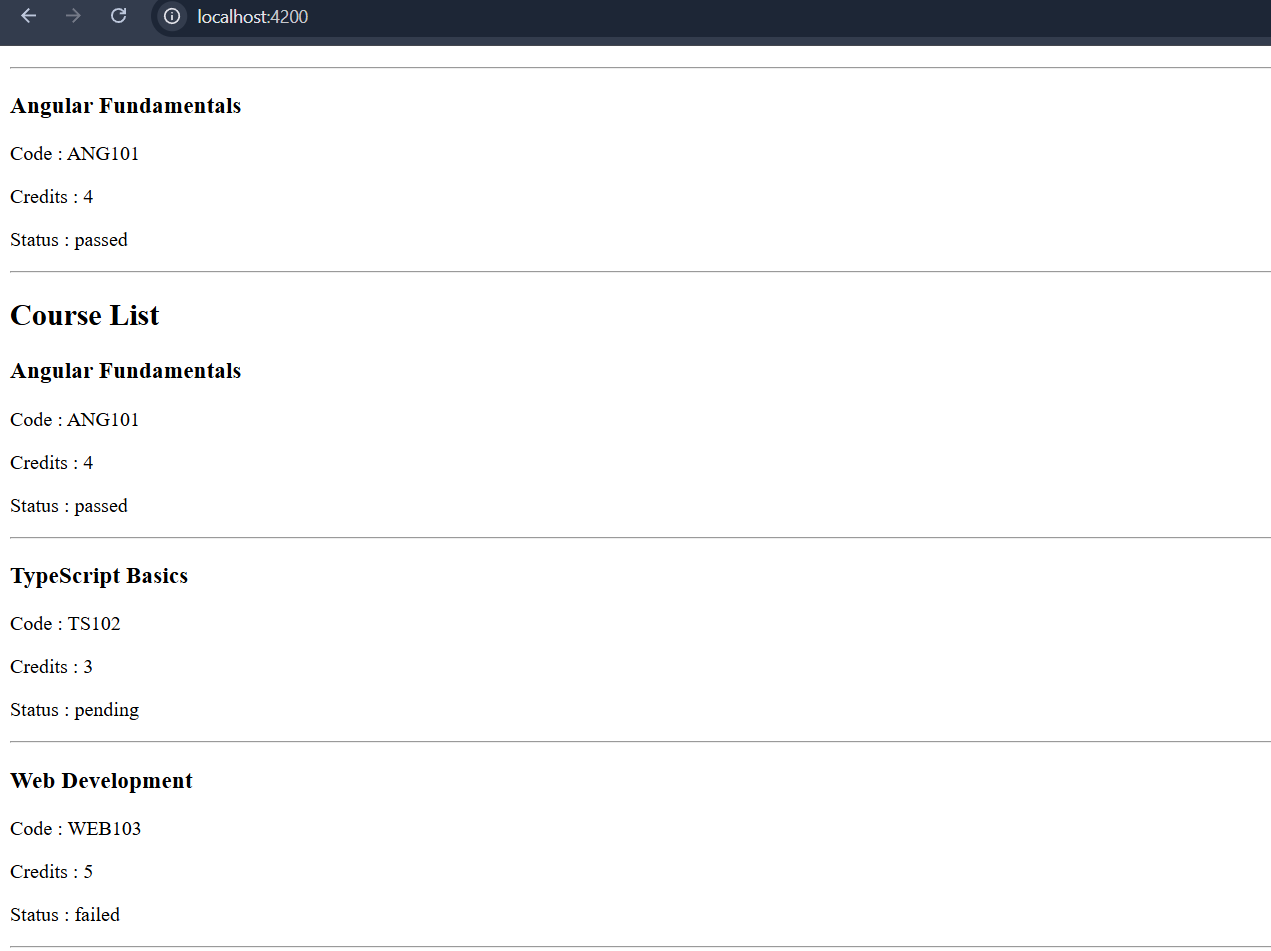 localhost:4200
Angular Fundamentals
Code : ANG101
Credits : 4
Status : passed
Course List
Angular Fundamentals
Code : ANG101
Credits : 4
Status : passed
TypeScript Basics
Code : TS102
Credits : 3
Status : pending
Web Development
Code : WEB103
Credits : 5
Status : failed